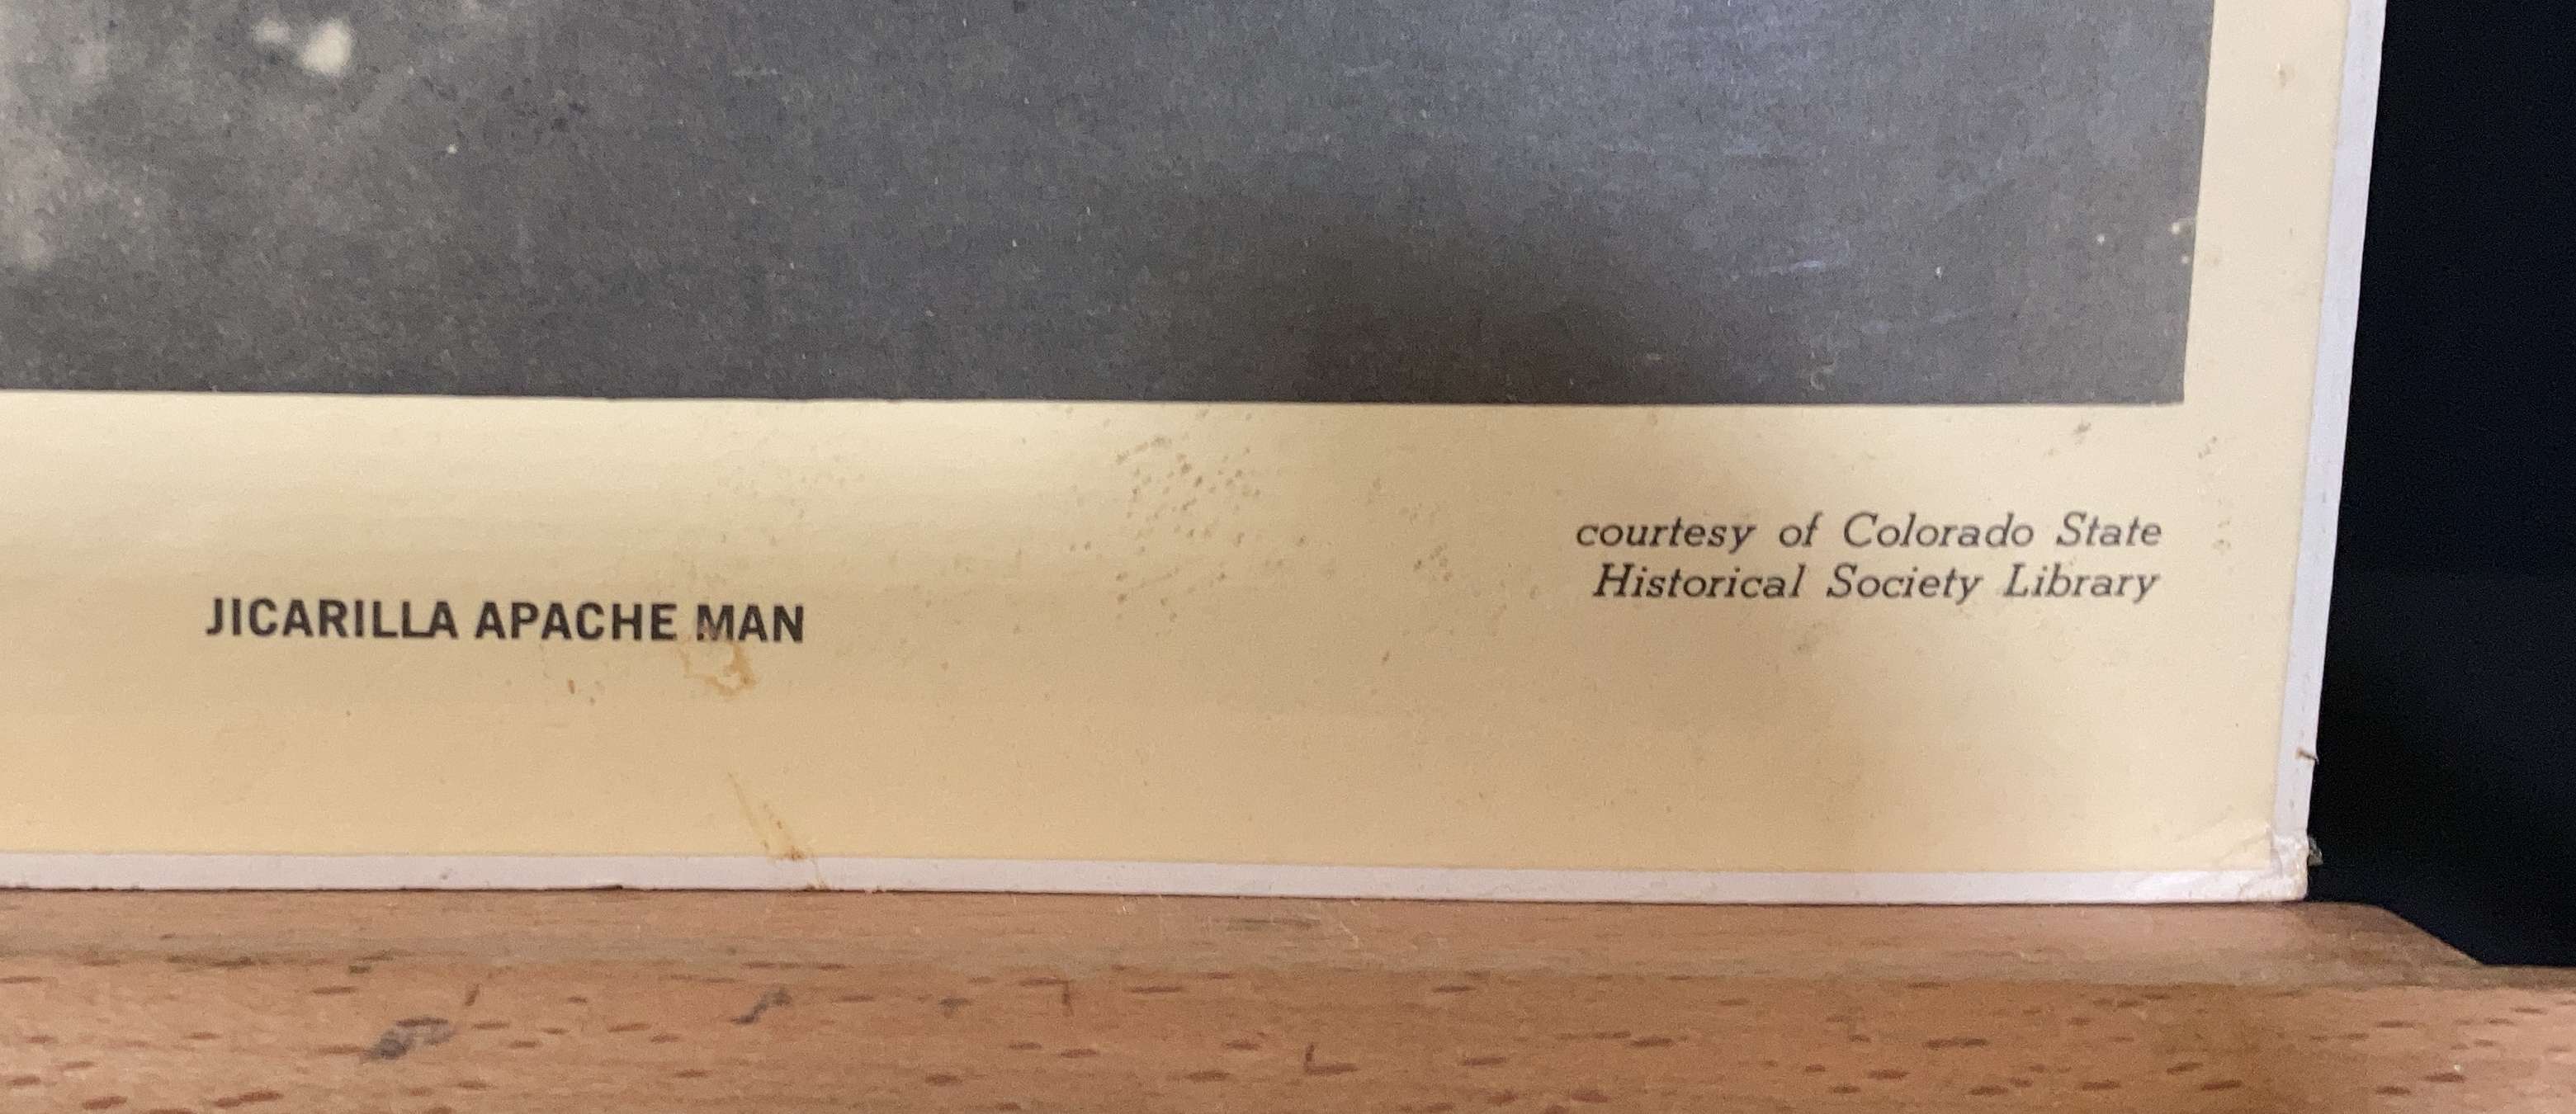 courtesy of Colorado State
Historical Society Library
JICARILLA APACHE MAN